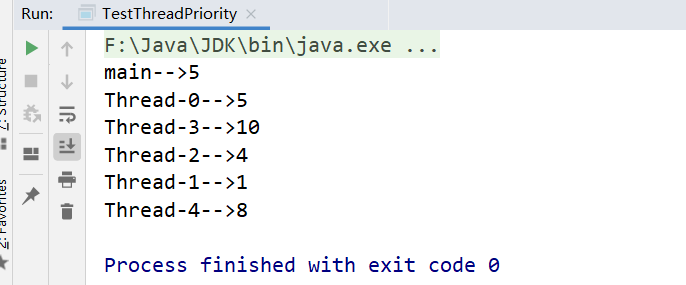 Run: TestThreadPriority ×
F:\Java\JDK\bin\java.exe ...
main-->5
Thread-0-->5
Thread-3-->10
Thread-2-->4
Thread-1-->1
Thread-4-->8
Process finished with exit code 0
7: Structure
2: Favorites